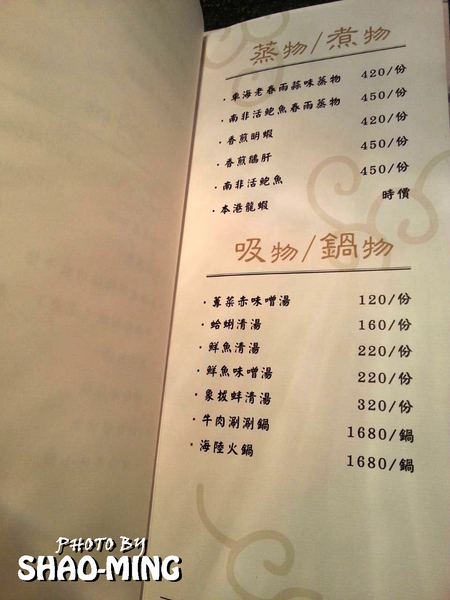 蒸物/煮物
·車海老春雨蒜味蒸物 420/份
·南非活鮑魚春雨蒸物 450/份
·香煎明蝦 420/份
·香煎鵝肝 450/份
·南非活鮑魚 450/份
·本港龍蝦 時價
吸物/鍋物
·蓴菜赤味噌湯 120/份
·蛤蜊清湯 160/份
·鮮魚清湯 220/份
·鮮魚味噌湯 220/份
·象拔蚌清湯 320/份
·牛肉涮涮鍋 1680/鍋
·海陸火鍋 1680/鍋
PHOTO BY
SHAO-MING